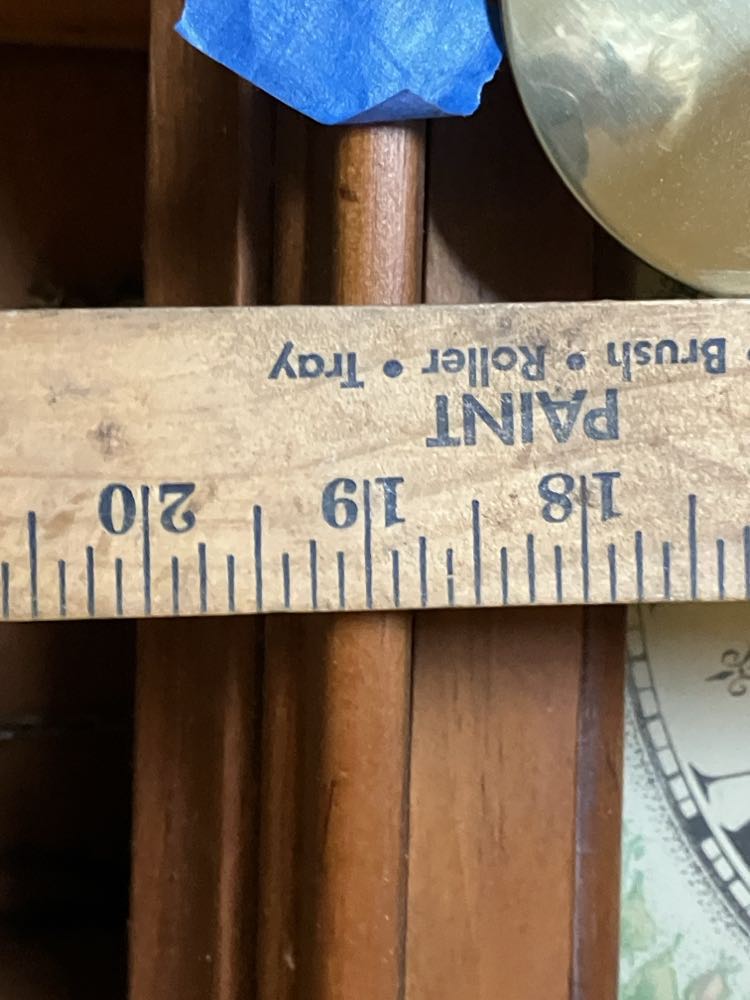 • Brush • Roller • Tray
PAINT
18 19 20